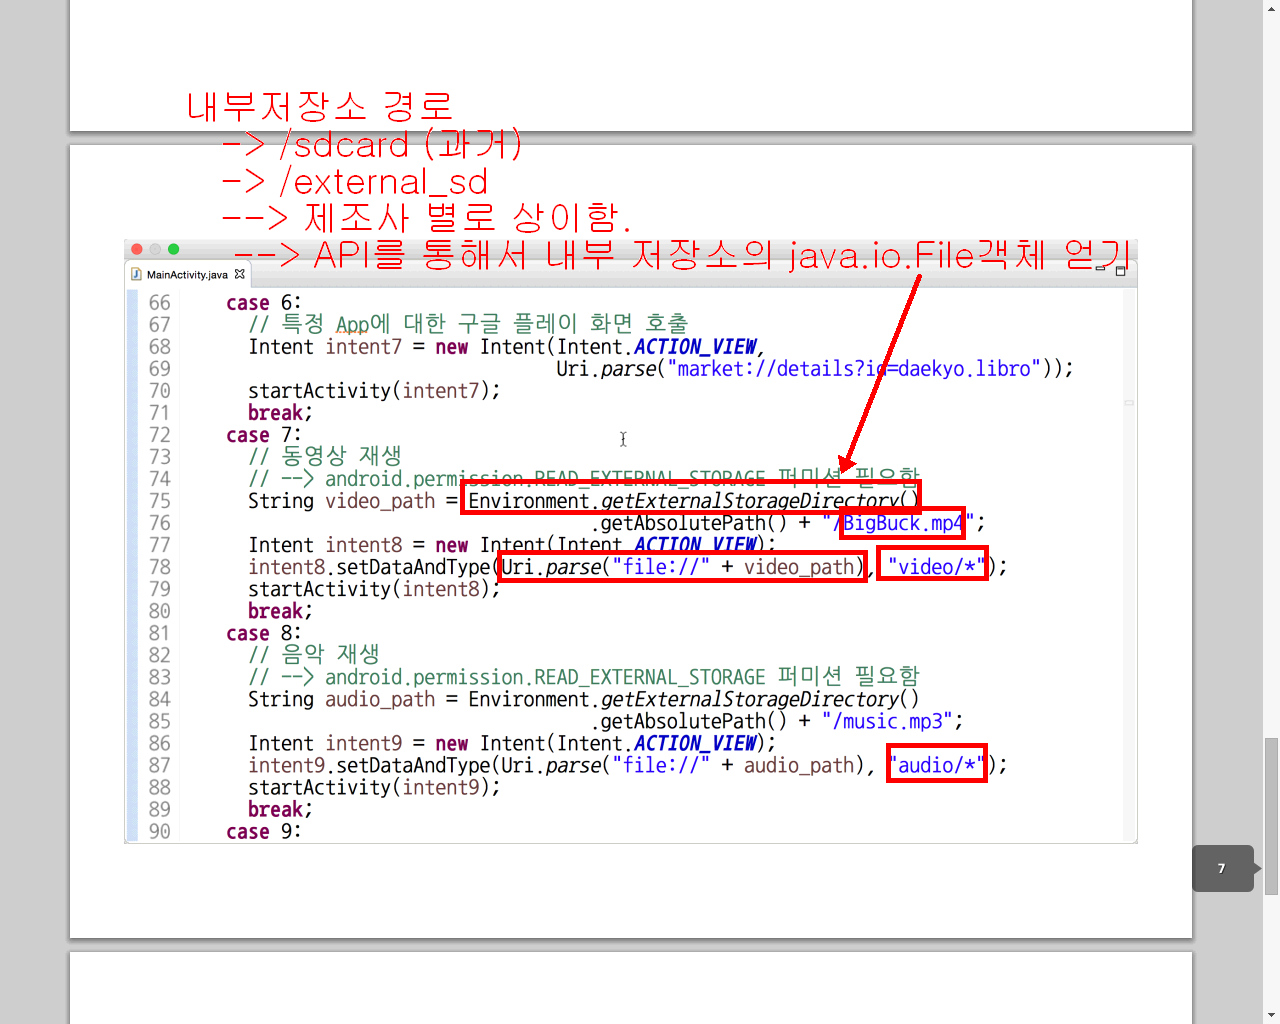 내부저장소 경로
-> /sdcard (과거)
-> /external_sd
--> 제조사 별로 상이함.
--> API를 통해서 내부 저장소의 java.io.File객체 얻기
MainActivity.java
66 case 6:
67 // 특정 App에 대한 구글 플레이 화면 호출
68 Intent intent7 = new Intent(Intent.ACTION_VIEW,
69 Uri.parse("market://details?id=daekyo.libro"));
70 startActivity(intent7);
71 break;
72 case 7:
73 // 동영상 재생
74 // --> android.permission.READ_EXTERNAL_STORAGE 퍼미션 필요함
75 String video_path = Environment.getExternalStorageDirectory()
76 .getAbsolutePath() + "/BigBuck.mp4";
77 Intent intent8 = new Intent(Intent.ACTION_VIEW);
78 intent8.setDataAndType(Uri.parse("file://" + video_path), "video/*");
79 startActivity(intent8);
80 break;
81 case 8:
82 // 음악 재생
83 // --> android.permission.READ_EXTERNAL_STORAGE 퍼미션 필요함
84 String audio_path = Environment.getExternalStorageDirectory()
85 .getAbsolutePath() + "/music.mp3";
86 Intent intent9 = new Intent(Intent.ACTION_VIEW);
87 intent9.setDataAndType(Uri.parse("file://" + audio_path), "audio/*");
88 startActivity(intent9);
89 break;
90 case 9:
7